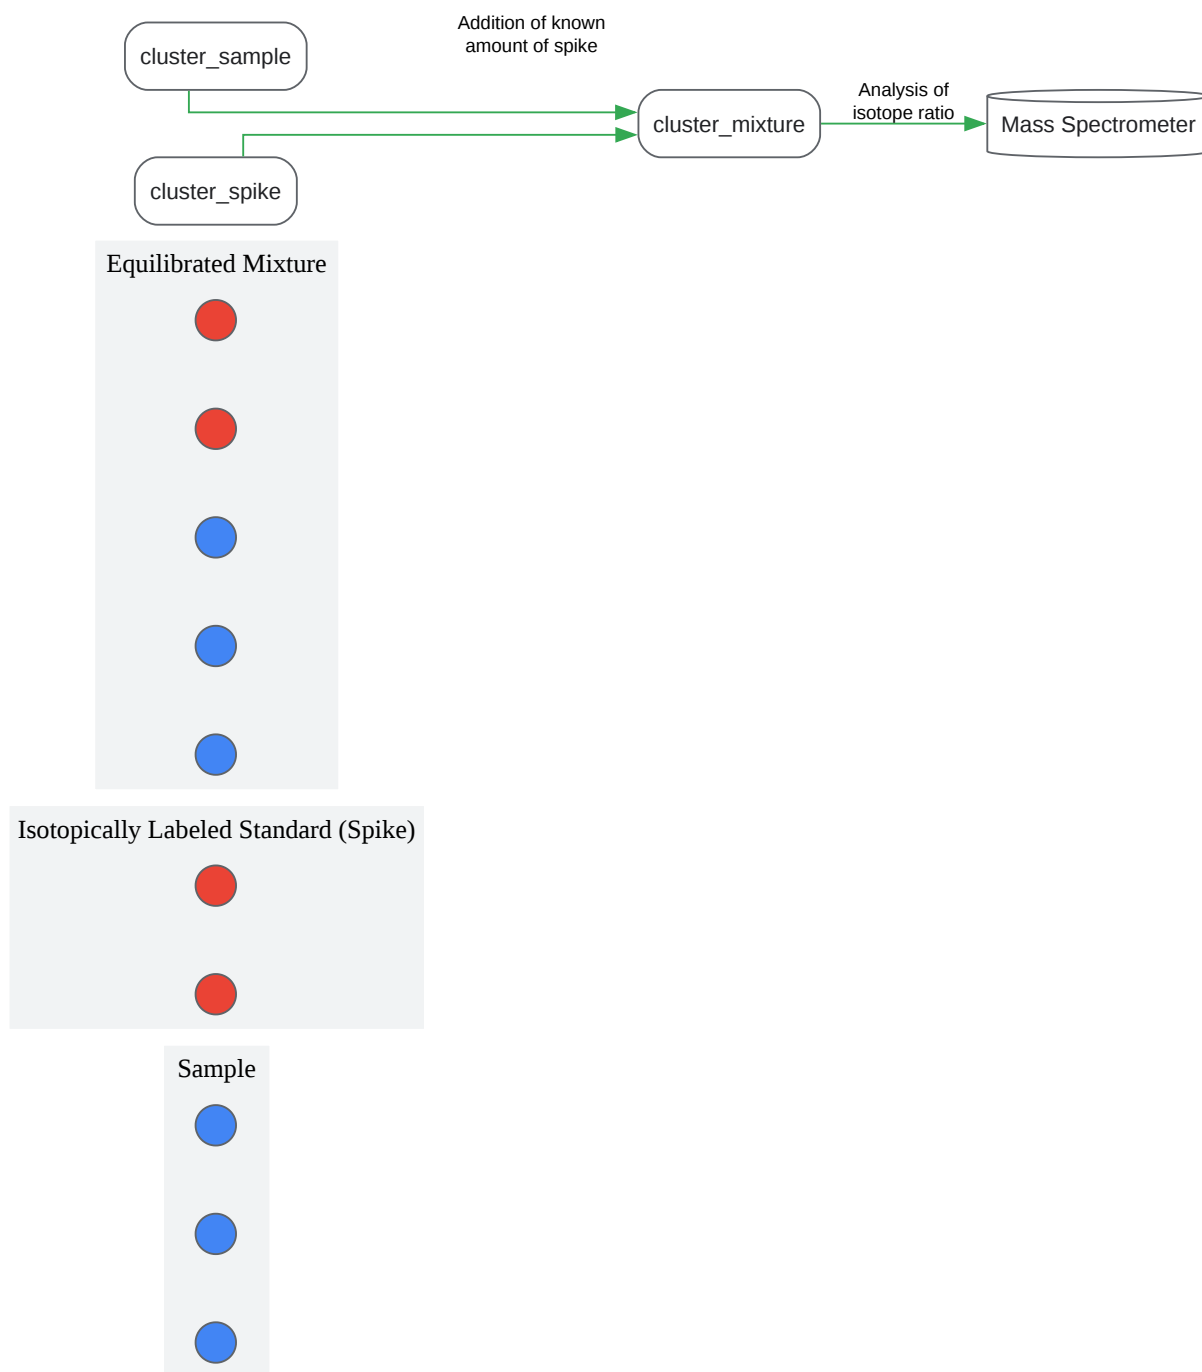 Addition of known
amount of spike
cluster_sample
Analysis of
isotope ratio
cluster_mixture
Mass Spectrometer
cluster_spike
Equilibrated Mixture
Isotopically Labeled Standard (Spike)
Sample